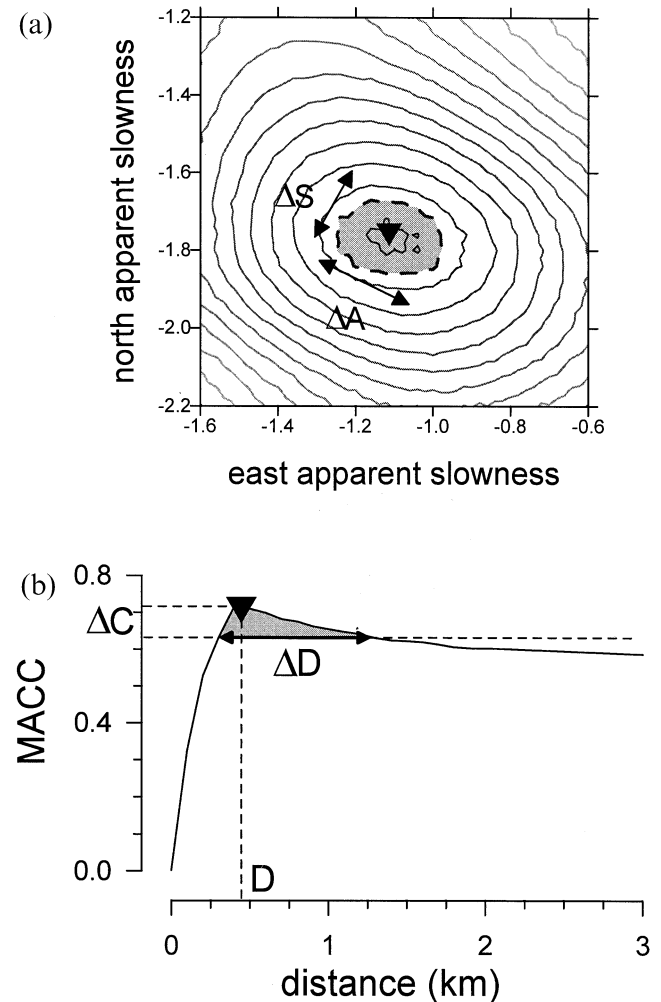 (a)
-1.2
-1.4
-1.6
-1.8
-2.0
-2.2
north apparent slowness
ΔS
ΔA
-1.6 -1.4 -1.2 -1.0 -0.8 -0.6
east apparent slowness
(b)
0.8
0.4
0.0
MACC
ΔC
ΔD
D
0 1 2 3
distance (km)